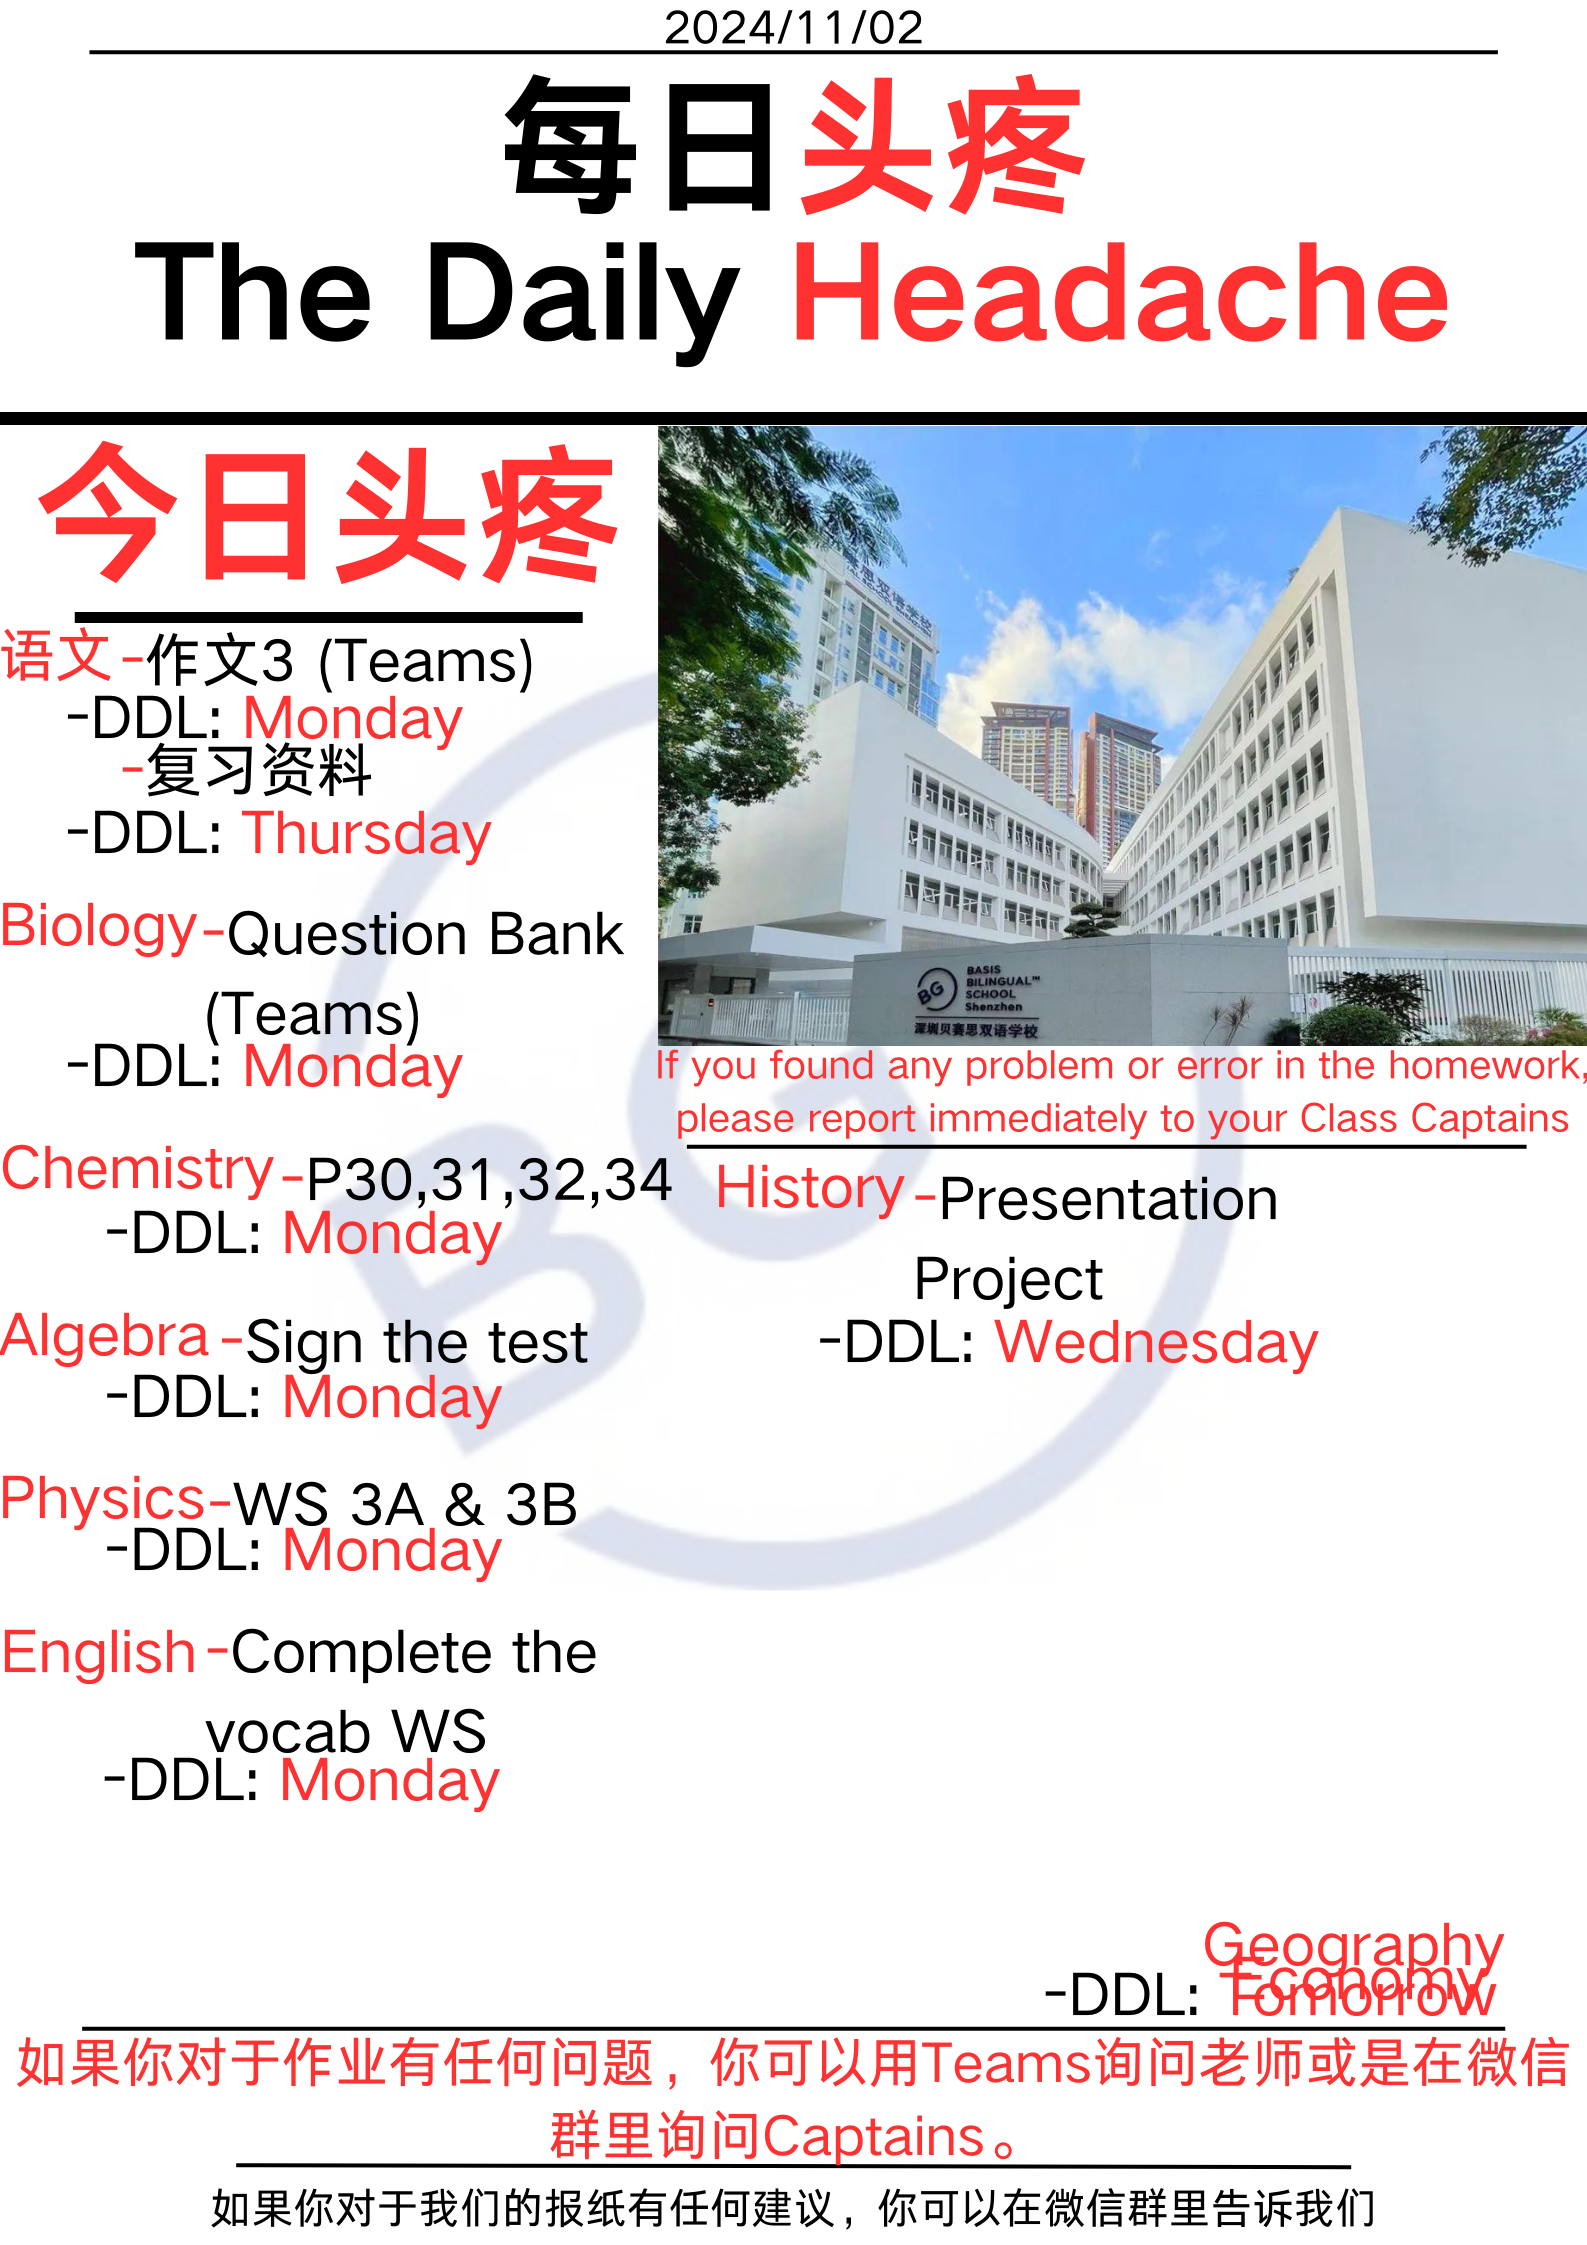 2024/11/02
每日头疼
The Daily Headache
今日头疼
语文-作文3 (Teams)
-DDL: Monday
-复习资料
-DDL: Thursday
Biology-Question Bank
(Teams)
-DDL: Monday
Chemistry-P30,31,32,34
-DDL: Monday
Algebra-Sign the test
-DDL: Monday
Physics-WS 3A & 3B
-DDL: Monday
English-Complete the
vocab WS
-DDL: Monday
思双语学校
BG
BASIS
BILINGUAL™
SCHOOL
Shenzhen
深圳贝赛思双语学校
If you found any problem or error in the homework,
please report immediately to your Class Captains
History-Presentation
Project
-DDL: Wednesday
BG
Geography
Economy
-DDL: Tomorrow
如果你对于作业有任何问题，你可以用Teams询问老师或是在微信
群里询问Captains。
如果你对于我们的报纸有任何建议，你可以在微信群里告诉我们